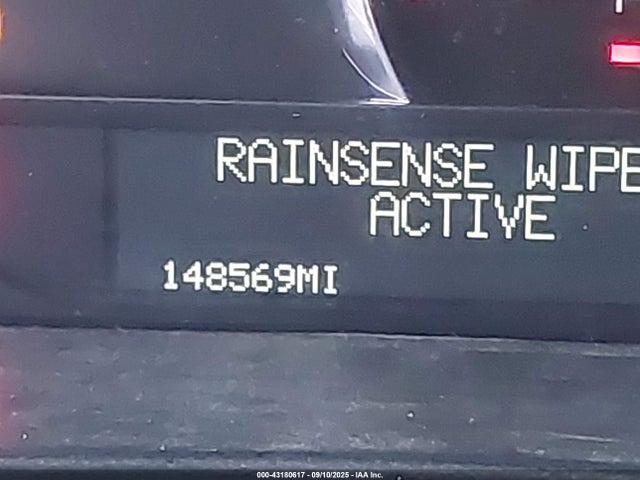 RAINSENSE WIPE
ACTIVE
148569MI
000-43180617 - 09/10/2025 - IAA Inc.